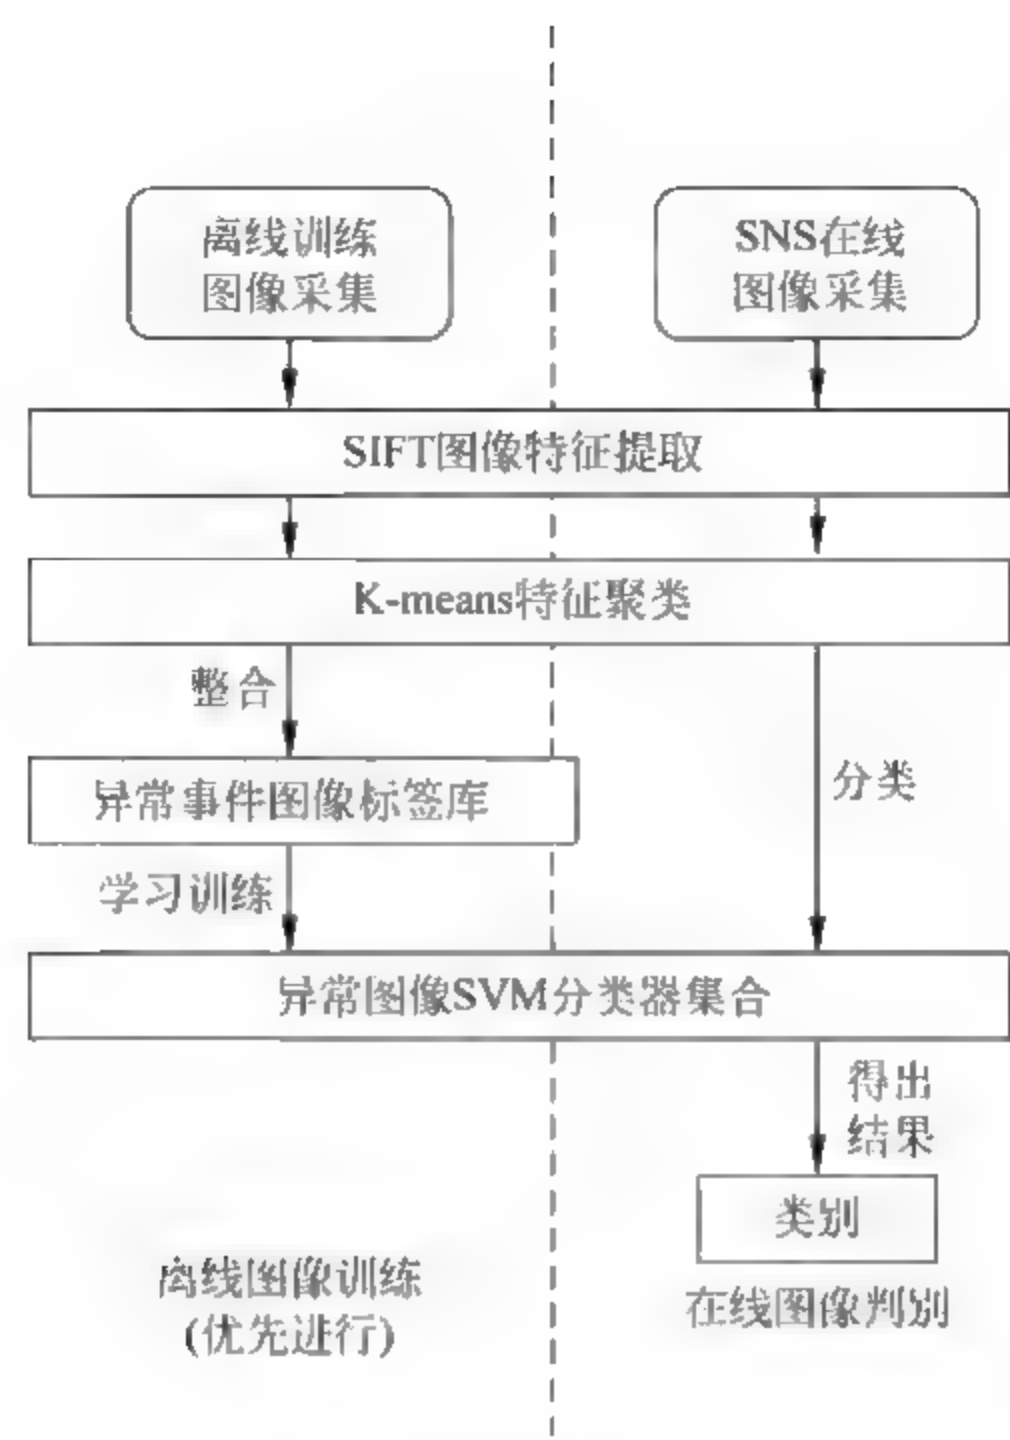 离线训练
图像采集
SNS在线
图像采集
SIFT图像特征提取
K-means特征聚类
整合
异常事件图像标签库
分类
学习训练
异常图像SVM分类器集合
得出
结果
类别
离线图像训练
(优先进行)
在线图像判别